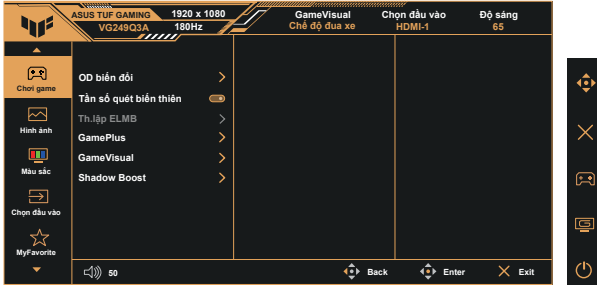 ASUS TUF GAMING 1920 x 1080 GameVisual Chọn đầu vào Độ sáng
VG249Q3A 180Hz Chế độ đua xe HDMI-1 65
Chơi game
Hình ảnh
Màu sắc
Chọn đầu vào
MyFavorite
OD biến đổi
Tần số quét biến thiên
Th.lập ELMB
GamePlus
GameVisual
Shadow Boost
50 Back Enter Exit